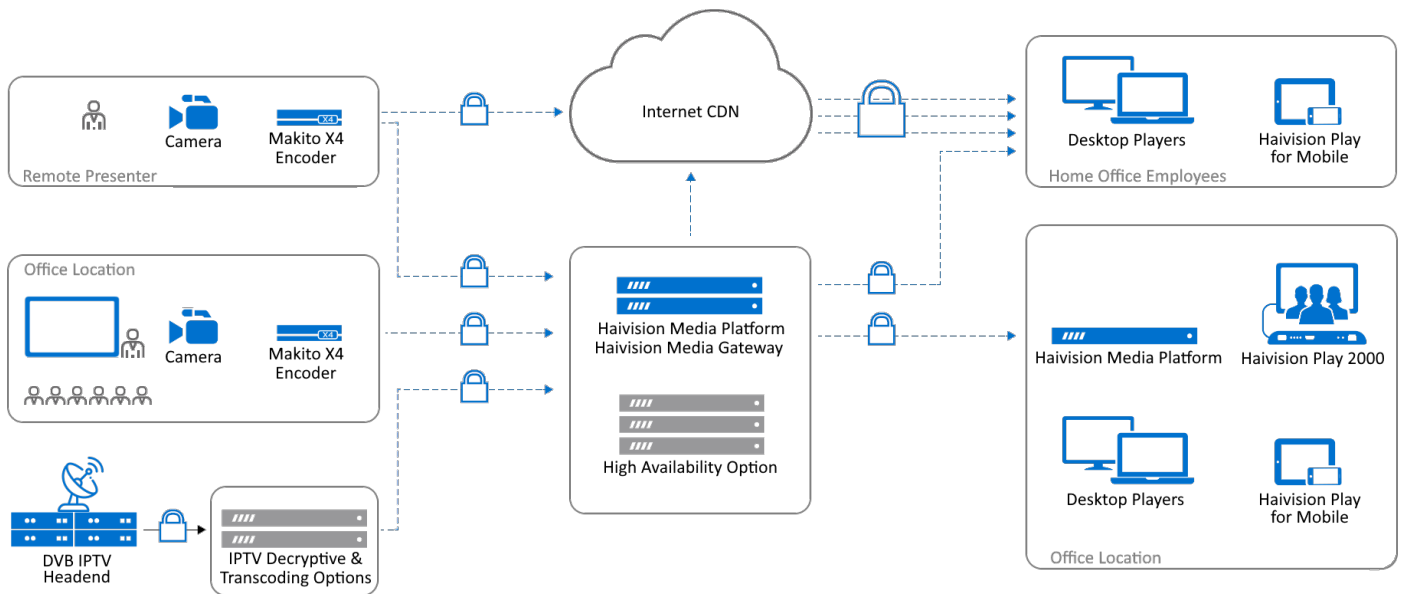 Camera
X4
Makito X4
Encoder
Remote Presenter
Internet CDN
Desktop Players
Haivision Play
for Mobile
Home Office Employees
Office Location
Camera
X4
Makito X4
Encoder
Haivision Media Platform
Haivision Media Gateway
High Availability Option
Haivision Media Platform
Haivision Play 2000
Desktop Players
Haivision Play
for Mobile
Office Location
DVB IPTV
Headend
IPTV Decryptive &
Transcoding Options